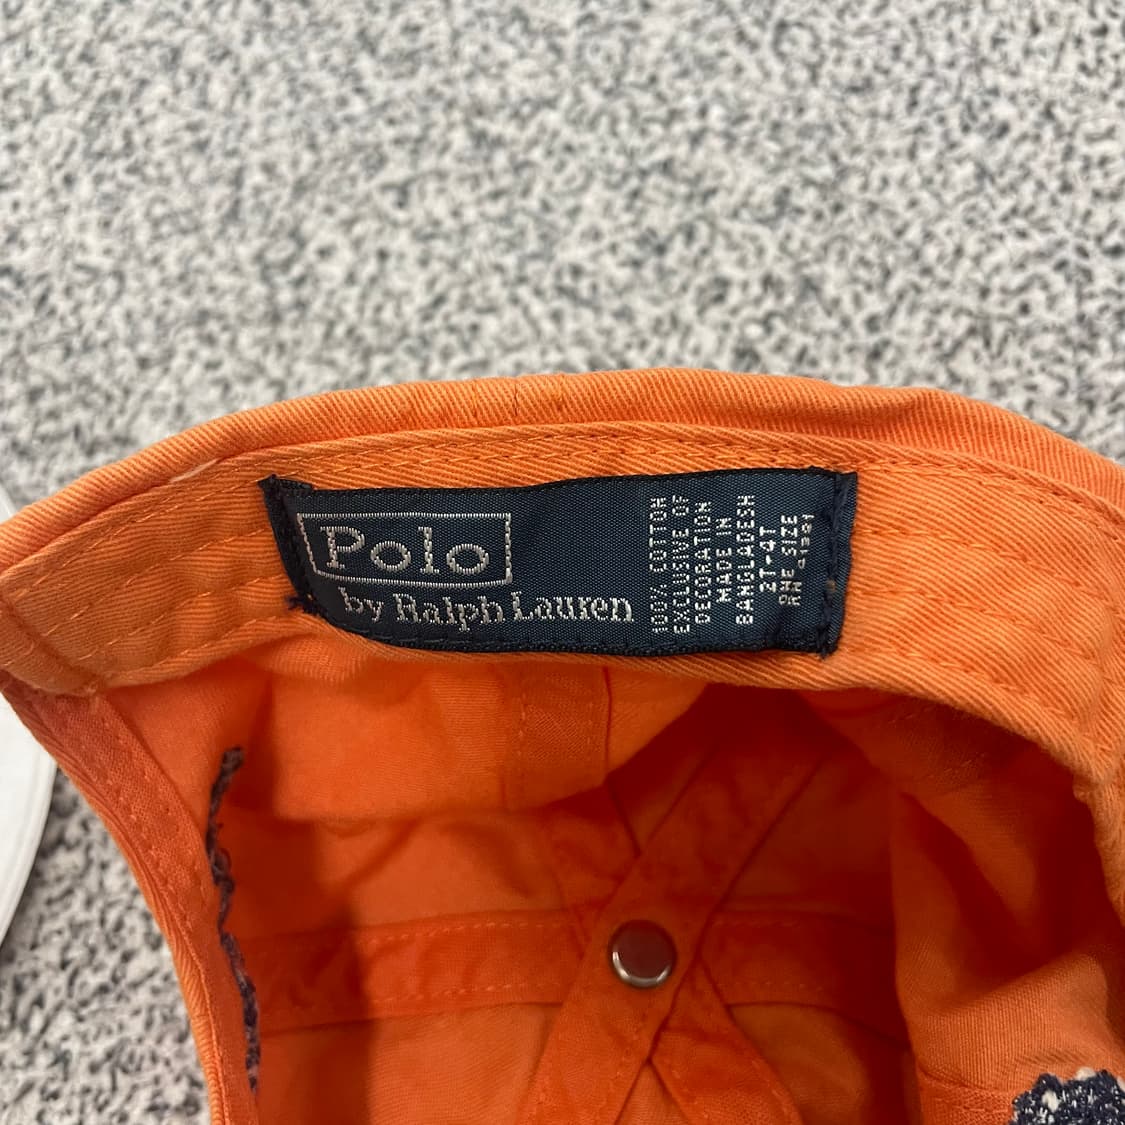 Polo
by Ralph Lauren
100% COTTON
EXCLUSIVE OF
DECORATION
MADE IN
BANGLADESH
2T-4T
ONE SIZE
RN 41381